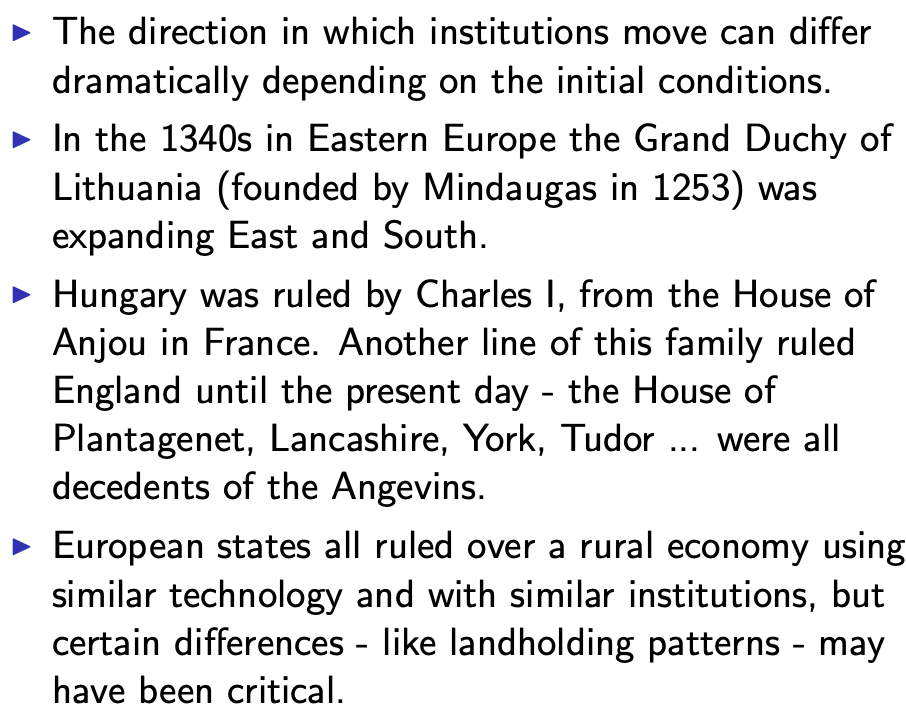 ▶ The direction in which institutions move can differ
dramatically depending on the initial conditions.
▶ In the 1340s in Eastern Europe the Grand Duchy of
Lithuania (founded by Mindaugas in 1253) was
expanding East and South.
▶ Hungary was ruled by Charles I, from the House of
Anjou in France. Another line of this family ruled
England until the present day - the House of
Plantagenet, Lancashire, York, Tudor ... were all
decedents of the Angevins.
▶ European states all ruled over a rural economy using
similar technology and with similar institutions, but
certain differences - like landholding patterns - may
have been critical.